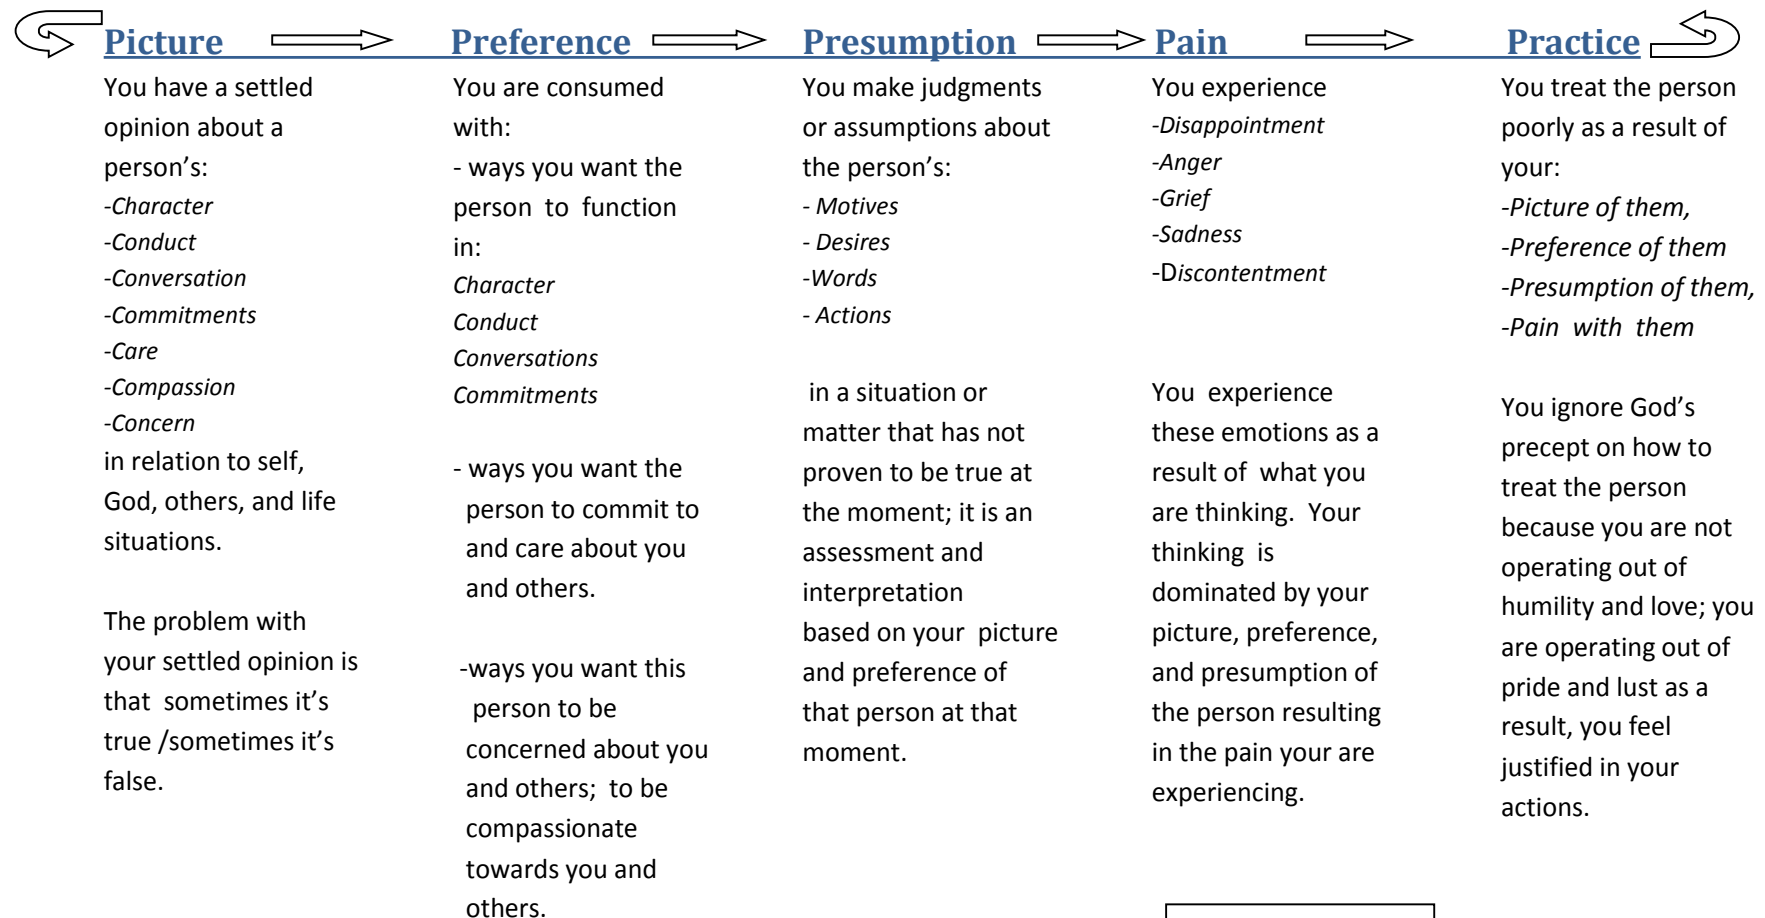 Picture Preference Presumption Pain Practice
You have a settled
opinion about a
person’s:
-Character
-Conduct
-Conversation
-Commitments
-Care
-Compassion
-Concern
in relation to self,
God, others, and life
situations.
The problem with
your settled opinion is
that sometimes it’s
true /sometimes it’s
false.
You are consumed
with:
- ways you want the
person to function
in:
Character
Conduct
Conversations
Commitments
- ways you want the
person to commit to
and care about you
and others.
-ways you want this
person to be
concerned about you
and others; to be
compassionate
towards you and
others.
You make judgments
or assumptions about
the person’s:
- Motives
- Desires
-Words
- Actions
in a situation or
matter that has not
proven to be true at
the moment; it is an
assessment and
interpretation
based on your picture
and preference of
that person at that
moment.
You experience
-Disappointment
-Anger
-Grief
-Sadness
-Discontentment
You experience
these emotions as a
result of what you
are thinking. Your
thinking is
dominated by your
picture, preference,
and presumption of
the person resulting
in the pain your are
experiencing.
You treat the person
poorly as a result of
your:
-Picture of them,
-Preference of them
-Presumption of them,
-Pain with them
You ignore God’s
precept on how to
treat the person
because you are not
operating out of
humility and love; you
are operating out of
pride and lust as a
result, you feel
justified in your
actions.